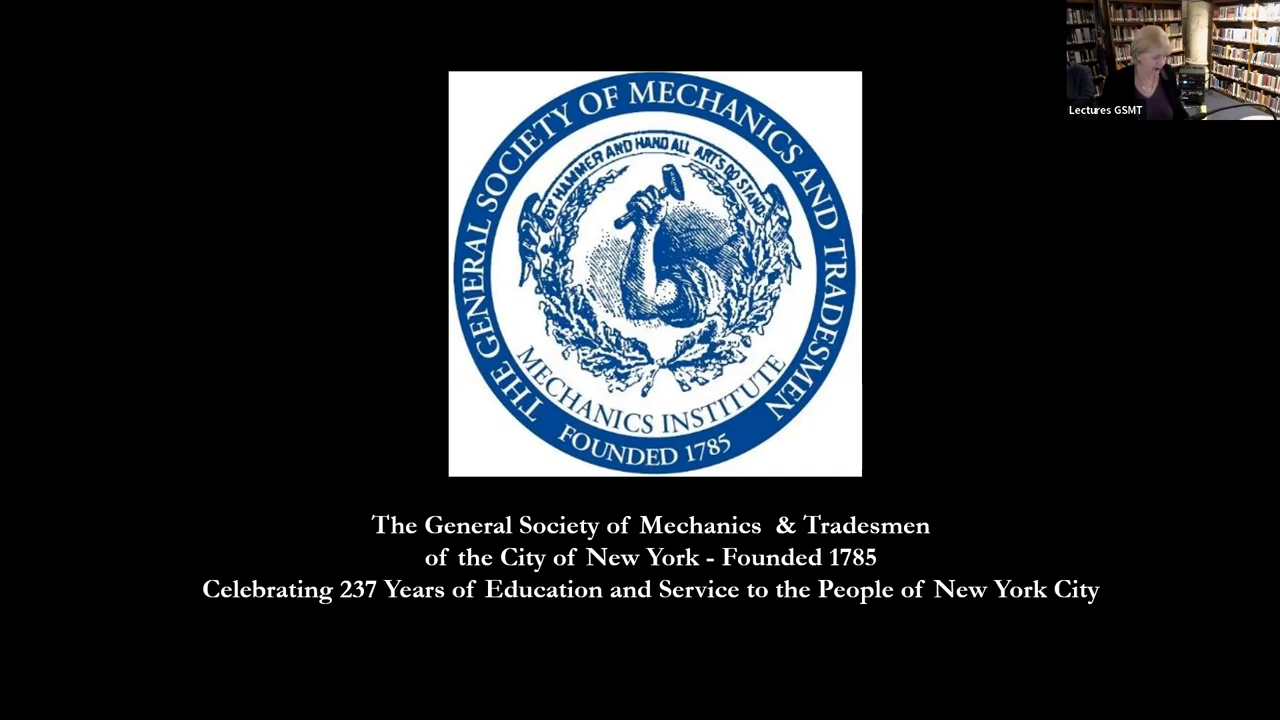 Lectures GSMT
THE GENERAL SOCIETY OF MECHANICS AND TRADESMEN
BY HAMMER AND HAND ALL ARTS DO STAND
MECHANICS INSTITUTE
FOUNDED 1785
The General Society of Mechanics & Tradesmen
of the City of New York - Founded 1785
Celebrating 237 Years of Education and Service to the People of New York City